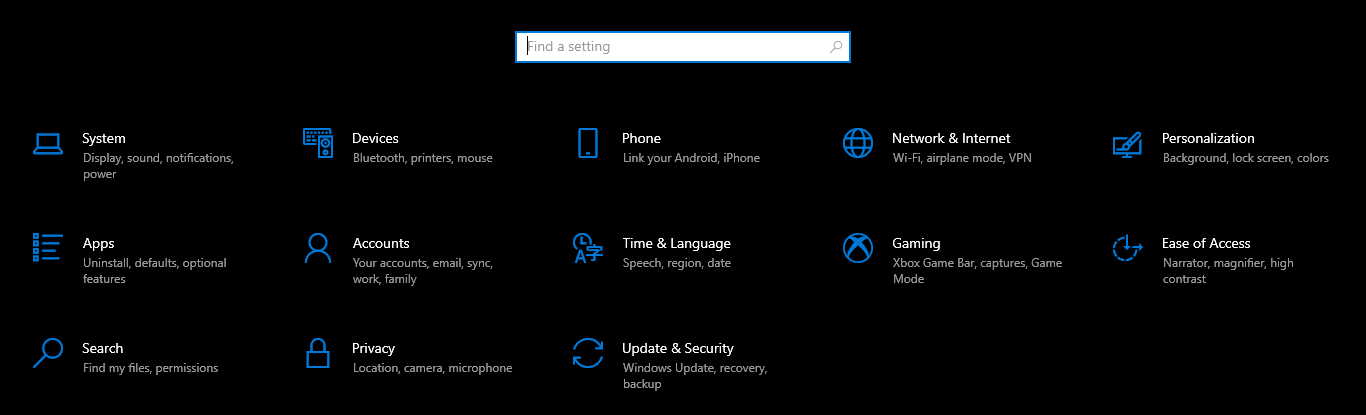 Find a setting
System
Display, sound, notifications,
power
Devices
Bluetooth, printers, mouse
Phone
Link your Android, iPhone
Network & Internet
Wi-Fi, airplane mode, VPN
Personalization
Background, lock screen, colors
Apps
Uninstall, defaults, optional
features
Accounts
Your accounts, email, sync,
work, family
Time & Language
Speech, region, date
Gaming
Xbox Game Bar, captures, Game
Mode
Ease of Access
Narrator, magnifier, high
contrast
Search
Find my files, permissions
Privacy
Location, camera, microphone
Update & Security
Windows Update, recovery,
backup